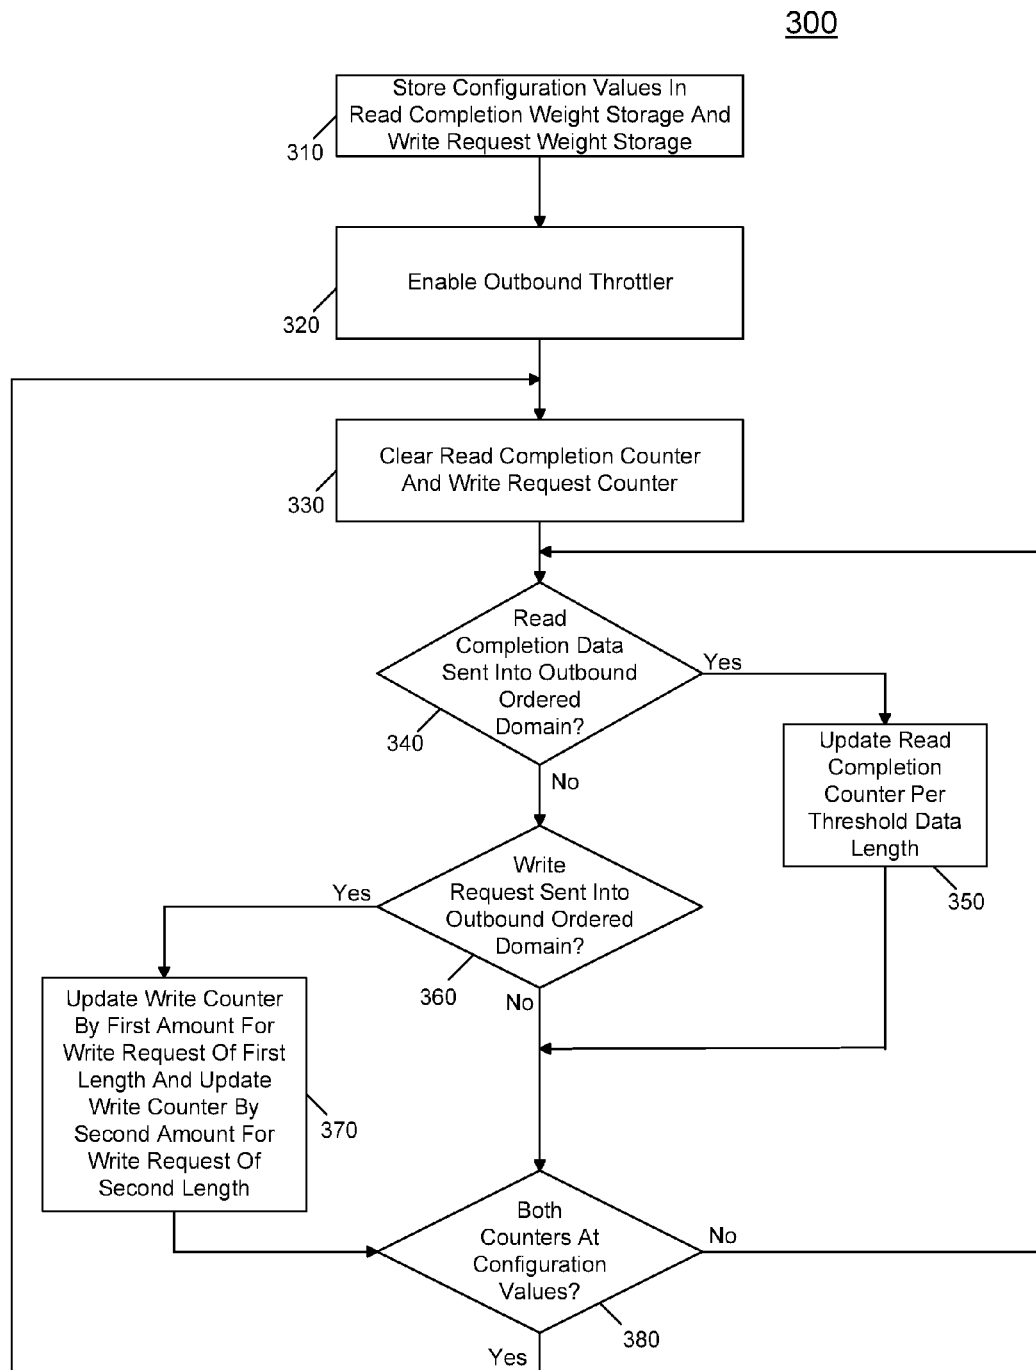 300
Store Configuration Values In
Read Completion Weight Storage And
Write Request Weight Storage
310
Enable Outbound Throttler
320
Clear Read Completion Counter
And Write Request Counter
330
Read
Completion Data
Sent Into Outbound
Ordered
Domain?
340
Yes
No
Update Read
Completion
Counter Per
Threshold Data
Length
350
Write
Request Sent Into
Outbound Ordered
Domain?
360
Yes
No
Update Write Counter
By First Amount For
Write Request Of First
Length And Update
Write Counter By
Second Amount For
Write Request Of
Second Length
370
Both
Counters At
Configuration
Values?
380
No
Yes